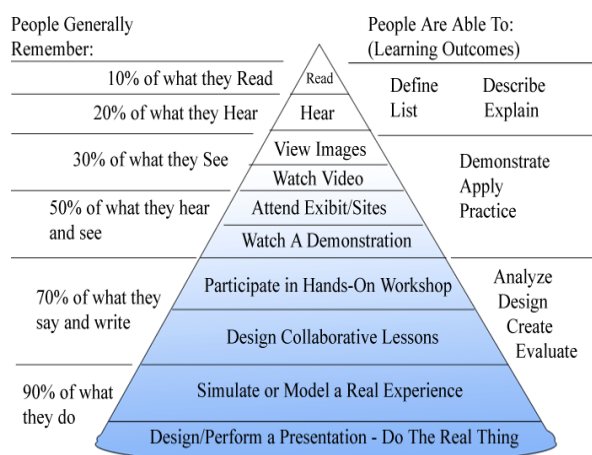 People Generally
Remember:
People Are Able To:
(Learning Outcomes)
10% of what they Read
Read
Define
Describe
List
Explain
20% of what they Hear
Hear
30% of what they See
View Images
Watch Video
Demonstrate
Apply
Practice
50% of what they hear
and see
Attend Exibit/Sites
Watch A Demonstration
70% of what they
say and write
Participate in Hands-On Workshop
Design Collaborative Lessons
Analyze
Design
Create
Evaluate
90% of what
they do
Simulate or Model a Real Experience
Design/Perform a Presentation - Do The Real Thing